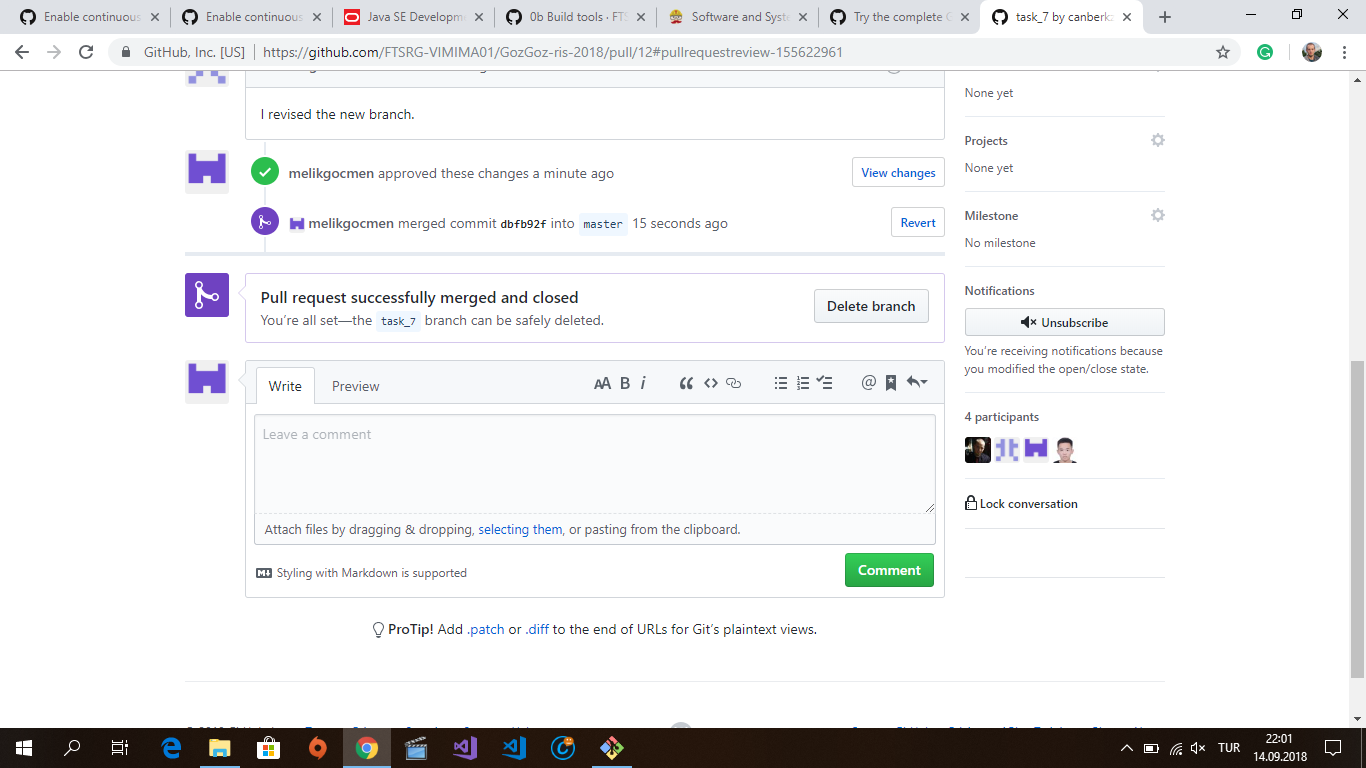 Enable continuous
Enable continuous
Java SE Developm
0b Build tools · FTS
Software and Syste
Try the complete
task_7 by canberk
GitHub, Inc. [US]
https://github.com/FTSRG-VIMIMA01/GozGoz-ris-2018/pull/12#pullrequestreview-155622961
I revised the new branch.
melikgocmen approved these changes a minute ago
View changes
melikgocmen merged commit dbfb92f into master 15 seconds ago
Revert
Pull request successfully merged and closed
You're all set—the task_7 branch can be safely deleted.
Delete branch
Write
Preview
AA B i
Leave a comment
Attach files by dragging & dropping, selecting them, or pasting from the clipboard.
Styling with Markdown is supported
Comment
ProTip! Add .patch or .diff to the end of URLs for Git's plaintext views.
None yet
Projects
None yet
Milestone
No milestone
Notifications
Unsubscribe
You're receiving notifications because
you modified the open/close state.
4 participants
Lock conversation
TUR
22:01
14.09.2018